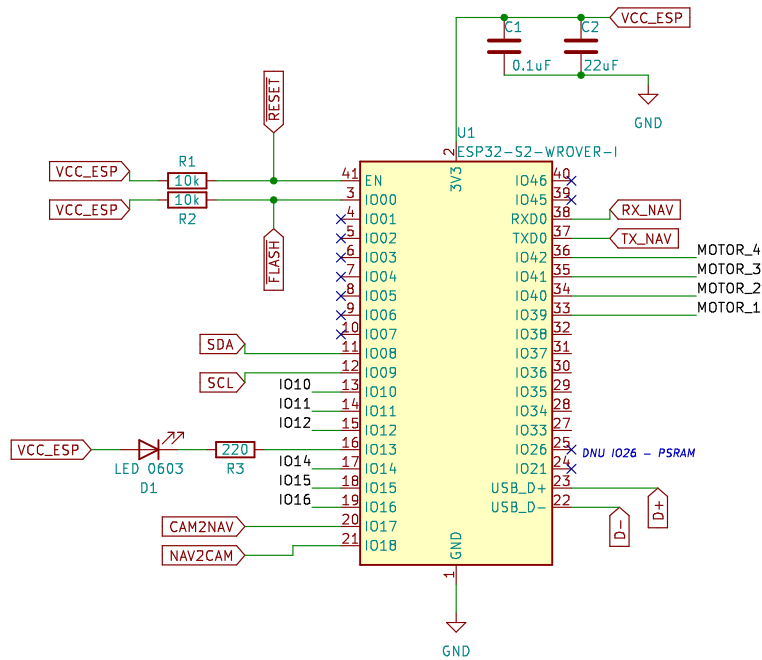 VCC_ESP
C1
C2
0.1uF
22uF
GND
RESET
U1
ESP32-S2-WROVER-I
2
3V3
VCC_ESP
R1
10k
41
EN
VCC_ESP
10k
R2
3
IO00
FLASH
4
IO01
5
IO02
6
IO03
7
IO04
8
IO05
9
IO06
10
IO07
SDA
11
IO08
SCL
12
IO09
IO10
13
IO10
IO11
14
IO11
IO12
15
IO12
VCC_ESP
LED 0603
D1
220
R3
16
IO13
IO14
17
IO14
IO15
18
IO15
IO16
19
IO16
CAM2NAV
20
IO17
NAV2CAM
21
IO18
IO46
40
IO45
39
RXD0
38
RX_NAV
TXD0
37
TX_NAV
IO42
36
MOTOR_4
IO41
35
MOTOR_3
IO40
34
MOTOR_2
IO39
33
MOTOR_1
IO38
32
IO37
31
IO36
30
IO35
29
IO34
28
IO33
27
IO26
25
DNU IO26 - PSRAM
IO21
24
USB_D+
23
D+
USB_D-
22
D-
GND
1
GND